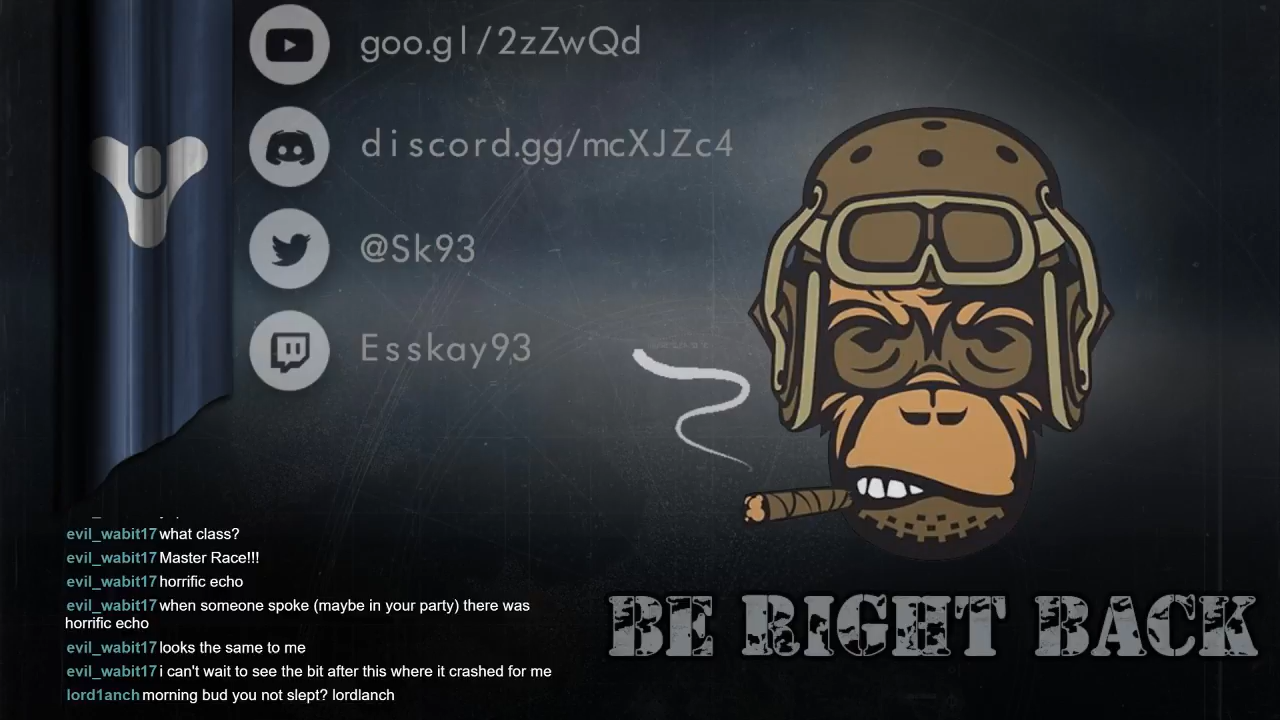 goo.gl/2zZwQd
discord.gg/mcXJZc4
@Sk93
Esskay93
evil_wabit17 what class?
evil_wabit17 Master Race!!!
evil_wabit17 horrific echo
evil_wabit17 when someone spoke (maybe in your party) there was
horrific echo
evil_wabit17 looks the same to me
evil_wabit17 i can't wait to see the bit after this where it crashed for me
lord1anch morning bud you not slept? lordlanch
BE RIGHT BACK